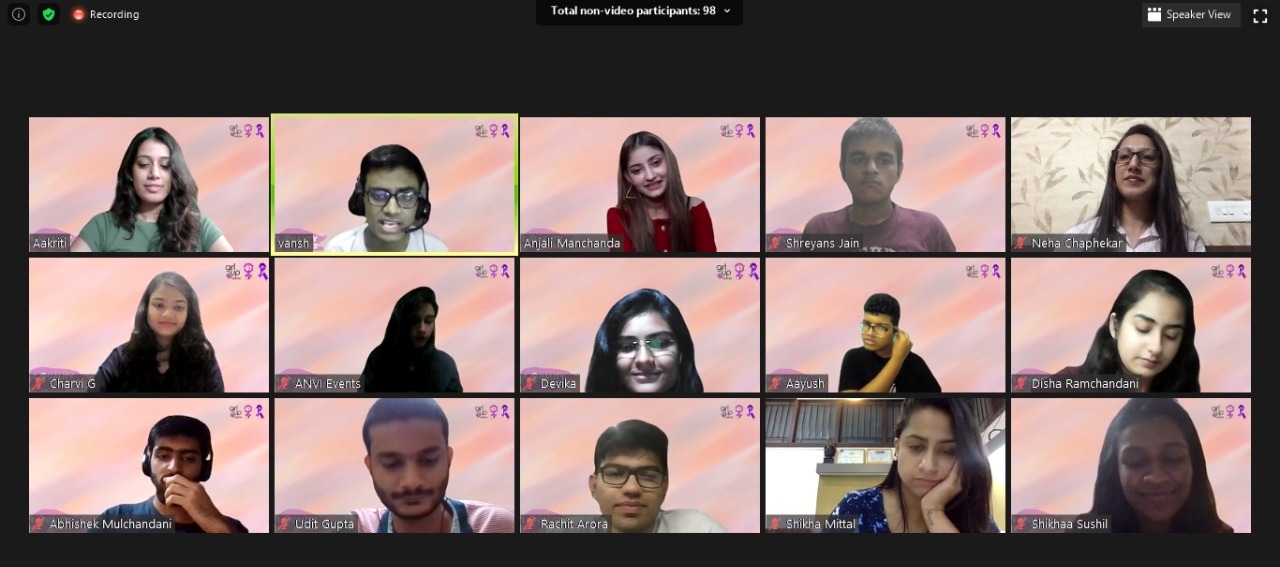 Recording
Total non-video participants: 98
Speaker View
Aakriti
vansh
Anjali Manchanda
Shreyans Jain
Neha Chaphekar
Charvi G
ANVI Events
Devika
Aayush
Disha Ramchandani
Abhishek Mulchandani
Udit Gupta
Rachit Arora
Shikha Mittal
Shikhaa Sushil